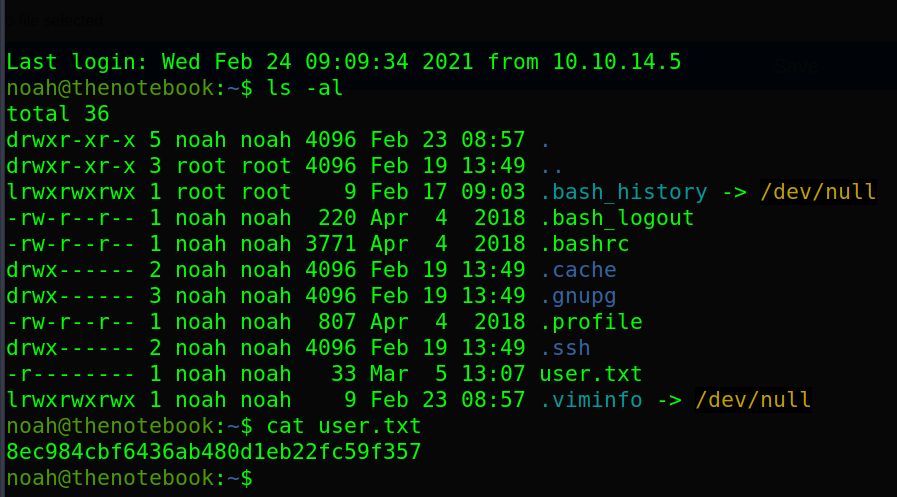 o file selected.
Save
Last login: Wed Feb 24 09:09:34 2021 from 10.10.14.5
noah@thenotebook:~$ ls -al
total 36
drwxr-xr-x 5 noah noah 4096 Feb 23 08:57 .
drwxr-xr-x 3 root root 4096 Feb 19 13:49 ..
lrwxrwxrwx 1 root root    9 Feb 17 09:03 .bash_history -> /dev/null
-rw-r--r-- 1 noah noah  220 Apr  4  2018 .bash_logout
-rw-r--r-- 1 noah noah 3771 Apr  4  2018 .bashrc
drwx------ 2 noah noah 4096 Feb 19 13:49 .cache
drwx------ 3 noah noah 4096 Feb 19 13:49 .gnupg
-rw-r--r-- 1 noah noah  807 Apr  4  2018 .profile
drwx------ 2 noah noah 4096 Feb 19 13:49 .ssh
-r-------- 1 noah noah   33 Mar  5 13:07 user.txt
lrwxrwxrwx 1 noah noah    9 Feb 23 08:57 .viminfo -> /dev/null
noah@thenotebook:~$ cat user.txt
8ec984cbf6436ab480d1eb22fc59f357
noah@thenotebook:~$